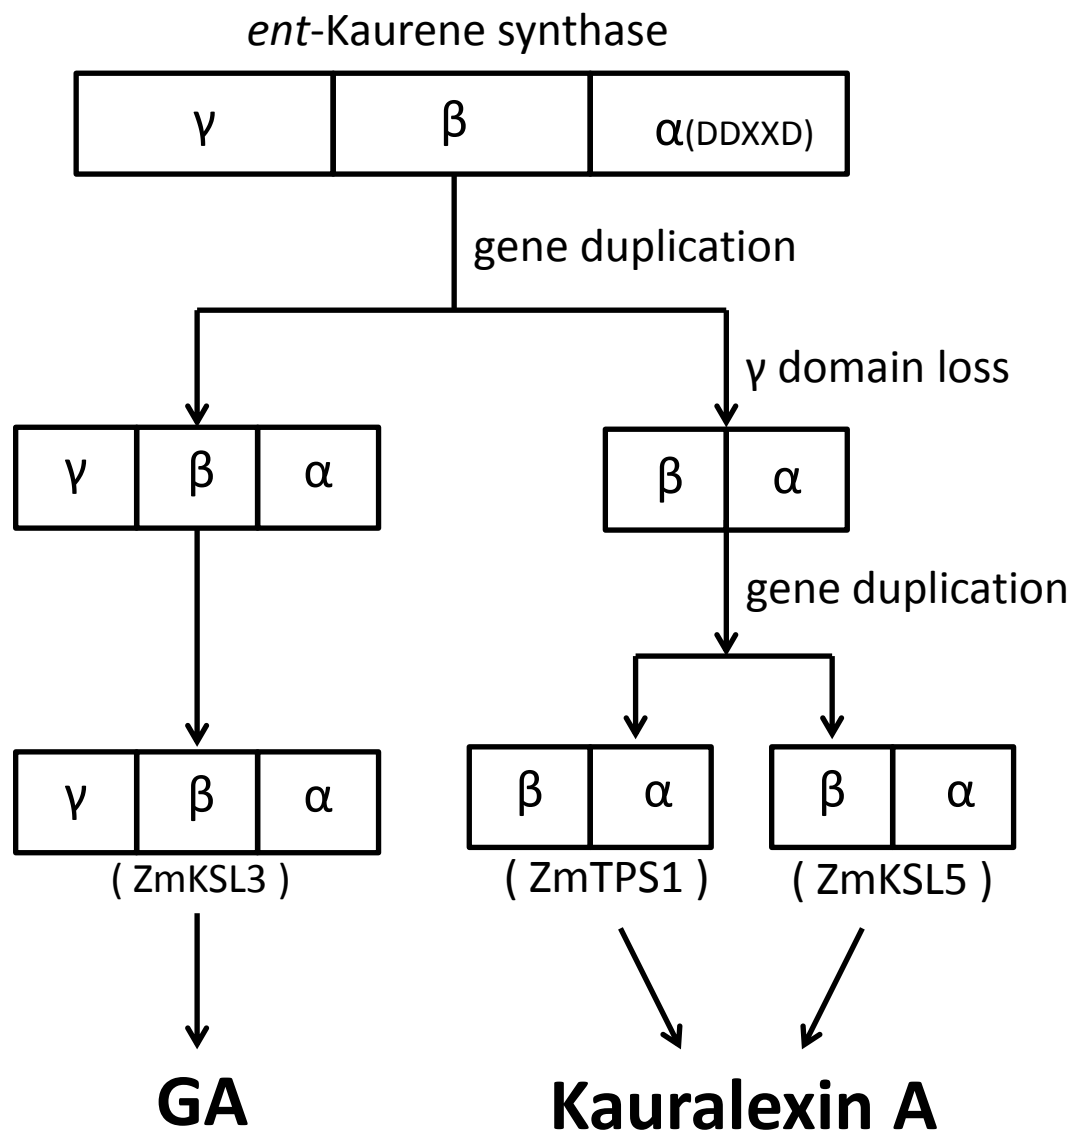 ent-Kaurene synthase
γ β α(DDXXD)
gene duplication
γ domain loss
γ β α
β α
gene duplication
γ β α
β α
β α
( ZmKSL3 )
( ZmTPS1 )
( ZmKSL5 )
GA
Kauralexin A